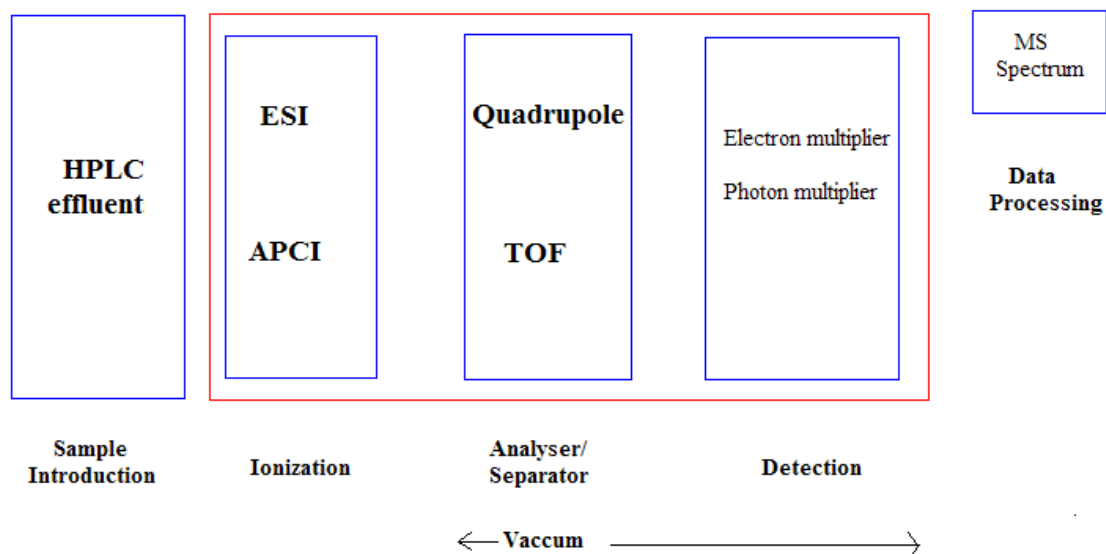 HPLC
effluent
ESI
APCI
Quadrupole
TOF
Electron multiplier
Photon multiplier
MS
Spectrum
Data
Processing
Sample
Introduction
Ionization
Analyser/
Separator
Detection
Vaccum